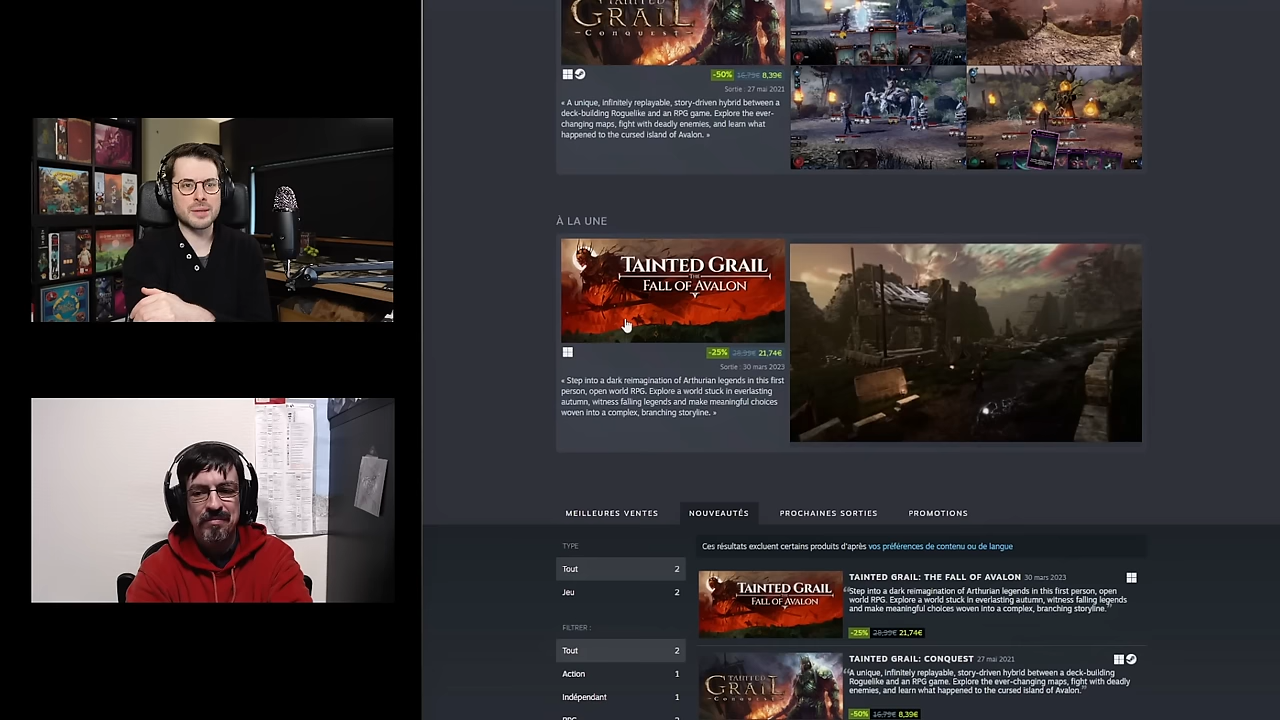 TAINTED
GRAIL
CONQUEST
-50% 16,79€ 8,39€
Sortie : 27 mai 2021
« A unique, infinitely replayable, story-driven hybrid between a
deck-building Roguelike and an RPG game. Explore the ever-
changing maps, fight with deadly enemies, and learn what
happened to the cursed island of Avalon. »
À LA UNE
TAINTED GRAIL
THE
FALL OF AVALON
-25% 28,99€ 21,74€
Sortie : 30 mars 2023
« Step into a dark reimagination of Arthurian legends in this first
person, open world RPG. Explore a world stuck in everlasting
autumn, witness falling legends and make meaningful choices
woven into a complex, branching storyline. »
MEILLEURES VENTES NOUVEAUTÉS PROCHAINES SORTIES PROMOTIONS
TYPE
Tout 2
Jeu 2
FILTRER :
Tout 2
Action 1
Indépendant 1
RPG 2
Ces résultats excluent certains produits d'après vos préférences de contenu ou de langue
TAINTED GRAIL
THE
FALL OF AVALON
TAINTED GRAIL: THE FALL OF AVALON 30 mars 2023
"Step into a dark reimagination of Arthurian legends in this first person, open
world RPG. Explore a world stuck in everlasting autumn, witness falling legends
and make meaningful choices woven into a complex, branching storyline."
-25% 28,99€ 21,74€
TAINTED
GRAIL
CONQUEST
TAINTED GRAIL: CONQUEST 27 mai 2021
"A unique, infinitely replayable, story-driven hybrid between a deck-building
Roguelike and an RPG game. Explore the ever-changing maps, fight with deadly
enemies, and learn what happened to the cursed island of Avalon."
-50% 16,79€ 8,39€